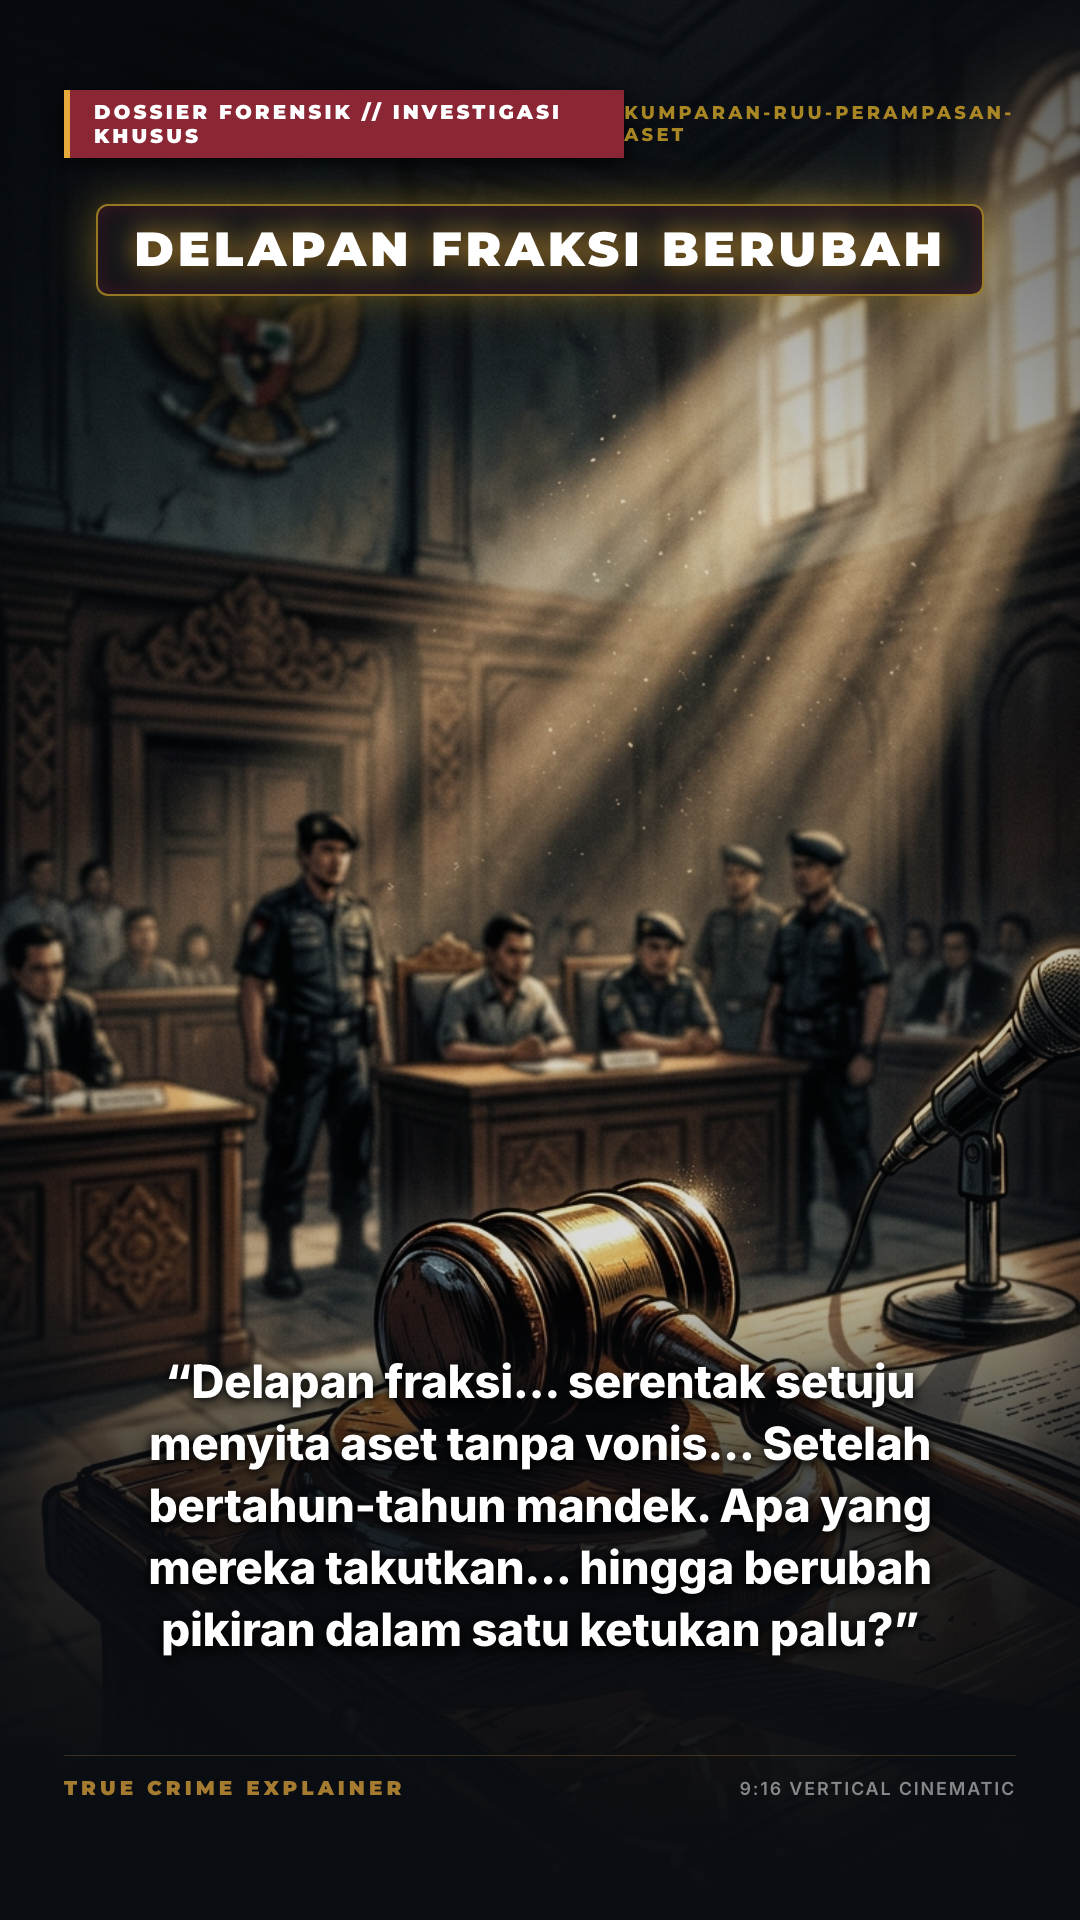 DOSSIER FORENSIK // INVESTIGASI
KHUSUS
KUMPARAN-RUU-PERAMPASAN-
ASET
DELAPAN FRAKSI BERUBAH
“Delapan fraksi... serentak setuju
menyita aset tanpa vonis... Setelah
bertahun-tahun mandek. Apa yang
mereka takutkan... hingga berubah
pikiran dalam satu ketukan palu?”
TRUE CRIME EXPLAINER
9:16 VERTICAL CINEMATIC